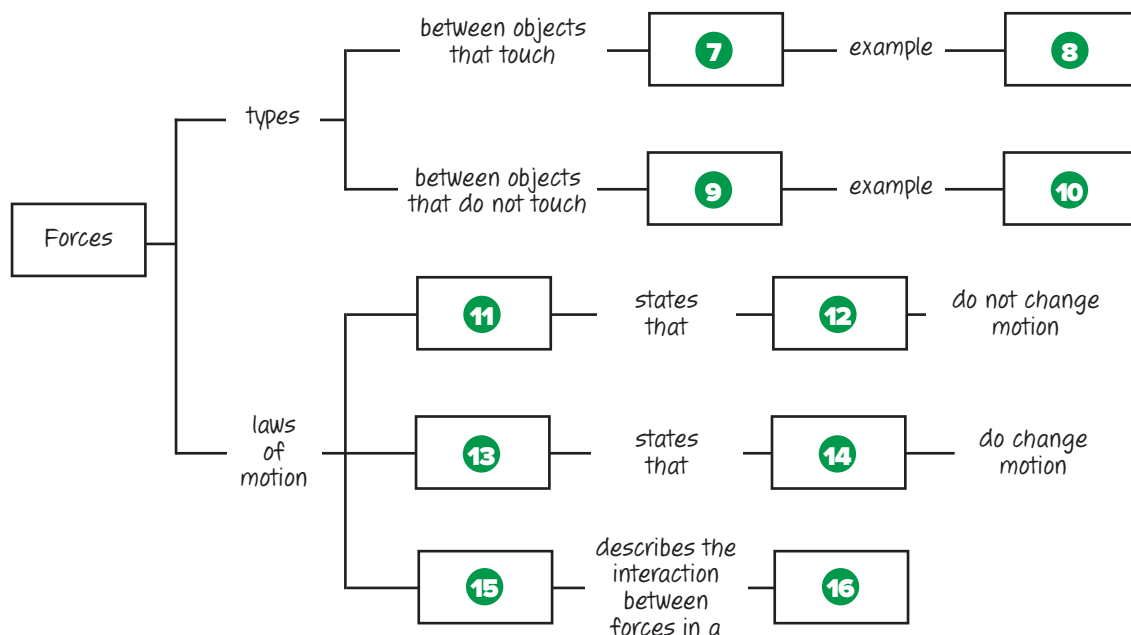 between objects
that touch
7
example
8
types
between objects
that do not touch
9
example
10
Forces
11
states
that
12
do not change
motion
laws
of
motion
13
states
that
14
do change
motion
15
describes the
interaction
between
forces in a
16